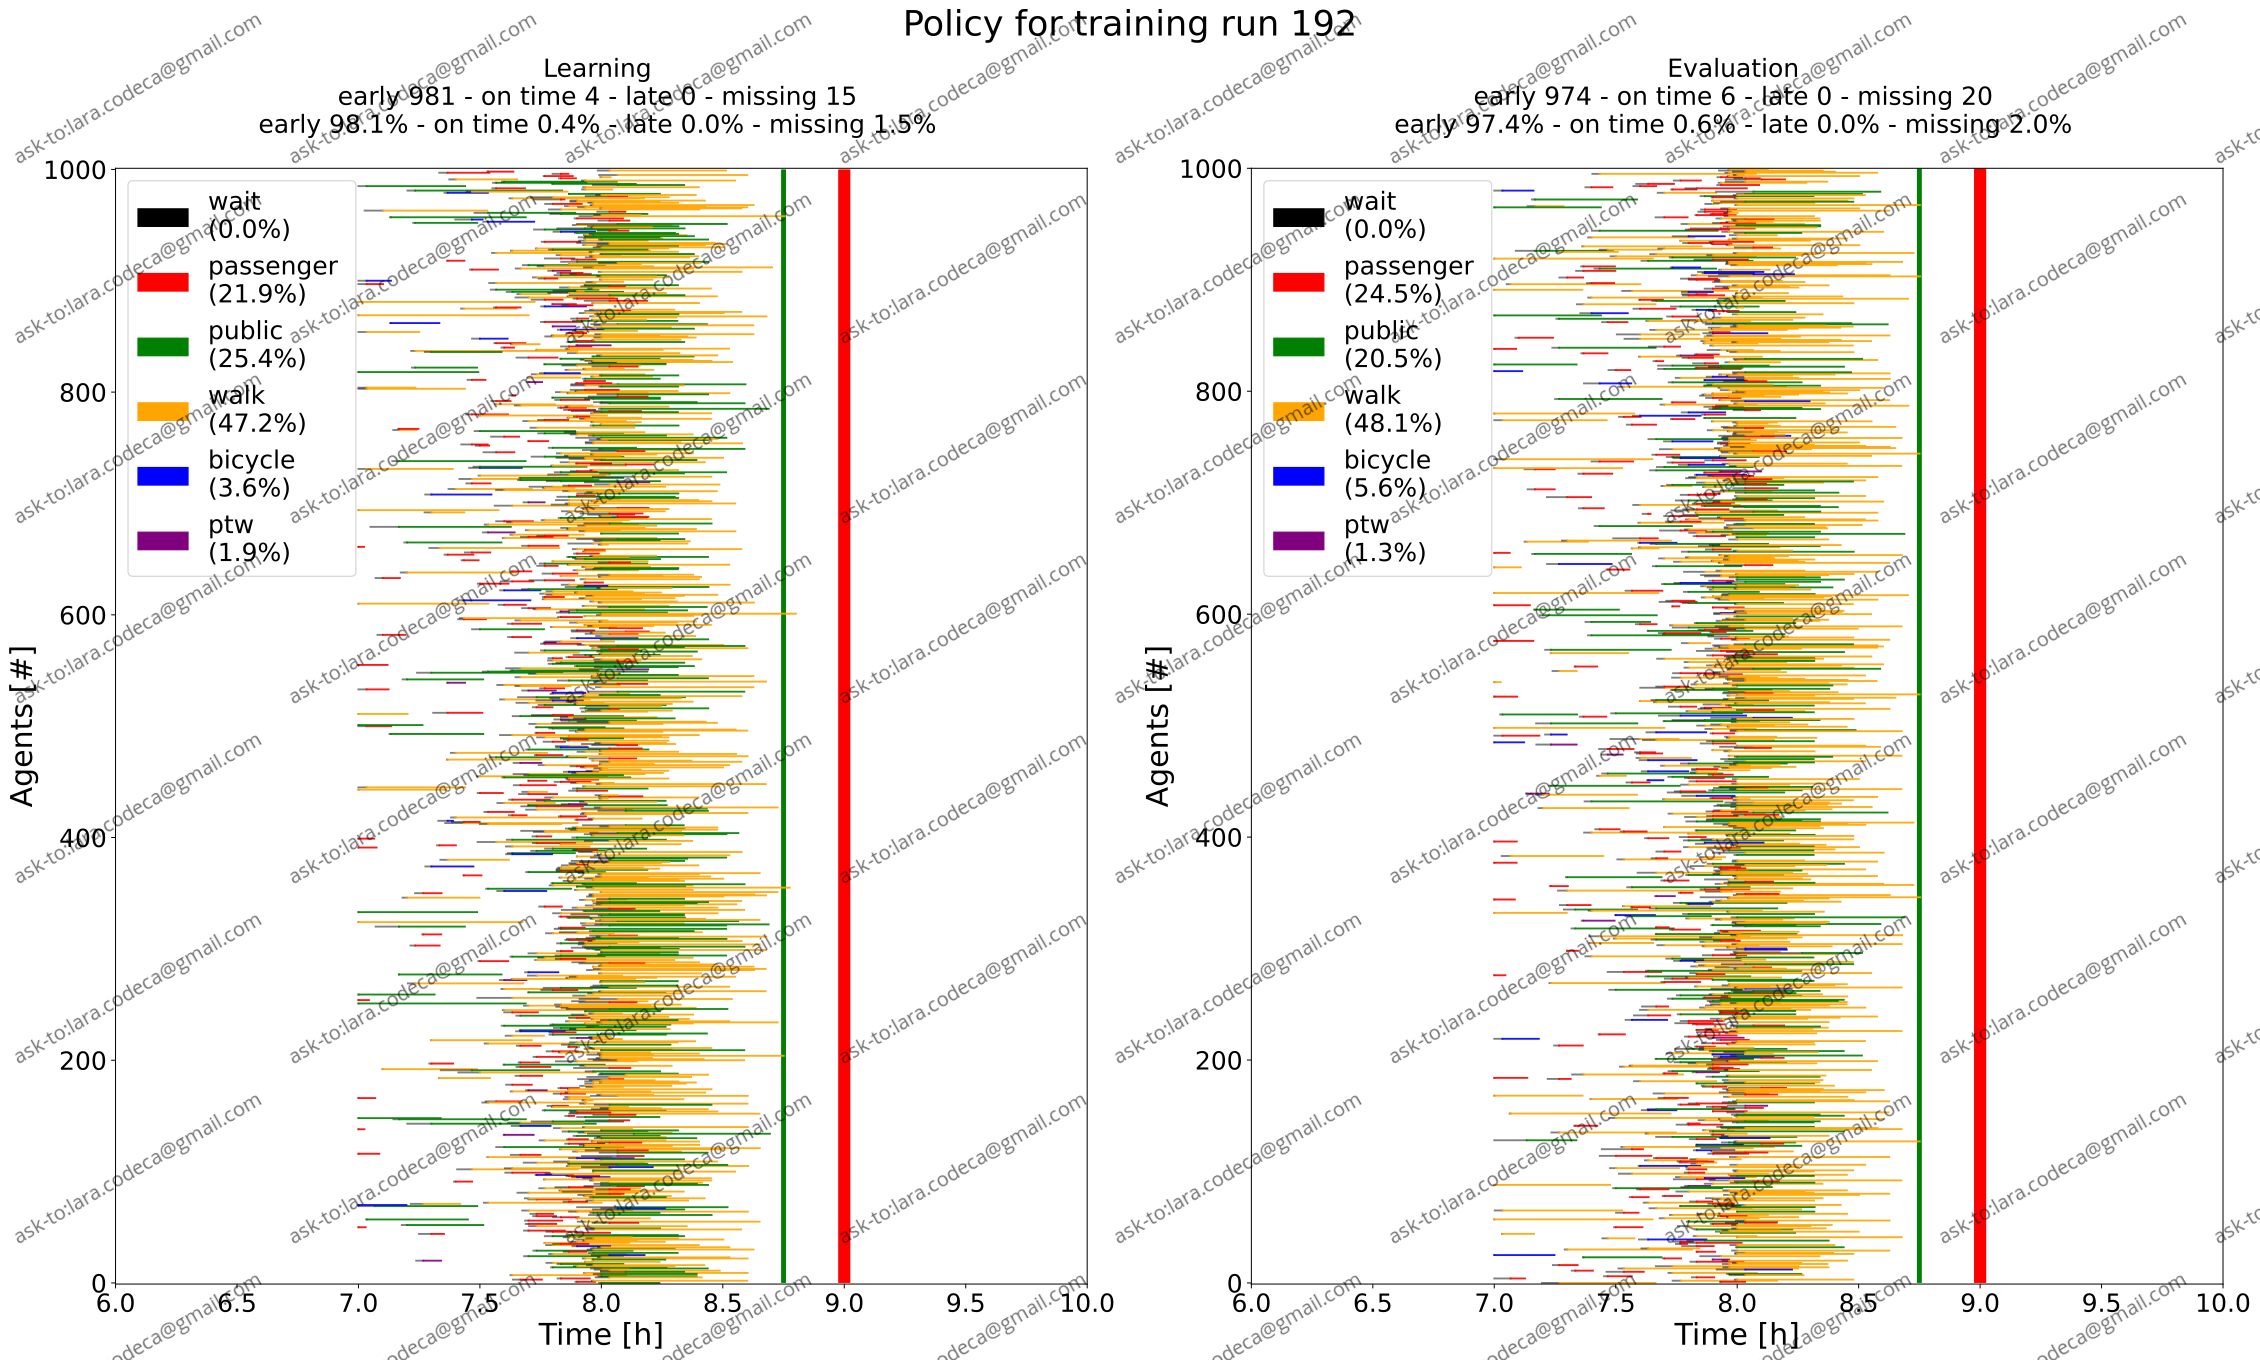 Policy for training run 192
Learning
early 981 - on time 4 - late 0 - missing 15
early 98.1% - on time 0.4% - late 0.0% - missing 1.5%
1000
800
600
400
200
0
Agents [#]
wait
(0.0%)
passenger
(21.9%)
public
(25.4%)
walk
(47.2%)
bicycle
(3.6%)
ptw
(1.9%)
6.0 6.5 7.0 7.5 8.0 8.5 9.0 9.5 10.0
Time [h]
Evaluation
early 974 - on time 6 - late 0 - missing 20
early 97.4% - on time 0.6% - late 0.0% - missing 2.0%
1000
800
600
400
200
0
Agents [#]
wait
(0.0%)
passenger
(24.5%)
public
(20.5%)
walk
(48.1%)
bicycle
(5.6%)
ptw
(1.3%)
6.0 6.5 7.0 7.5 8.0 8.5 9.0 9.5 10.0
Time [h]
ask-to:lara.codeca@gmail.com